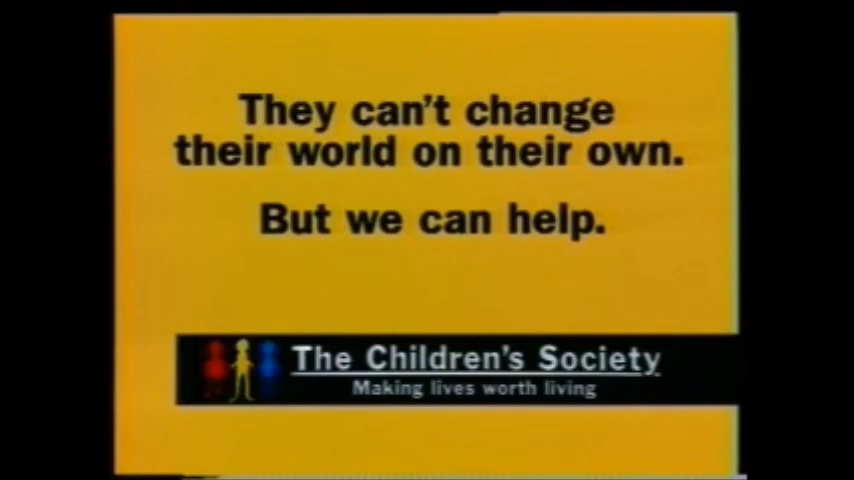 They can't change
their world on their own.
But we can help.
The Children's Society
Making lives worth living